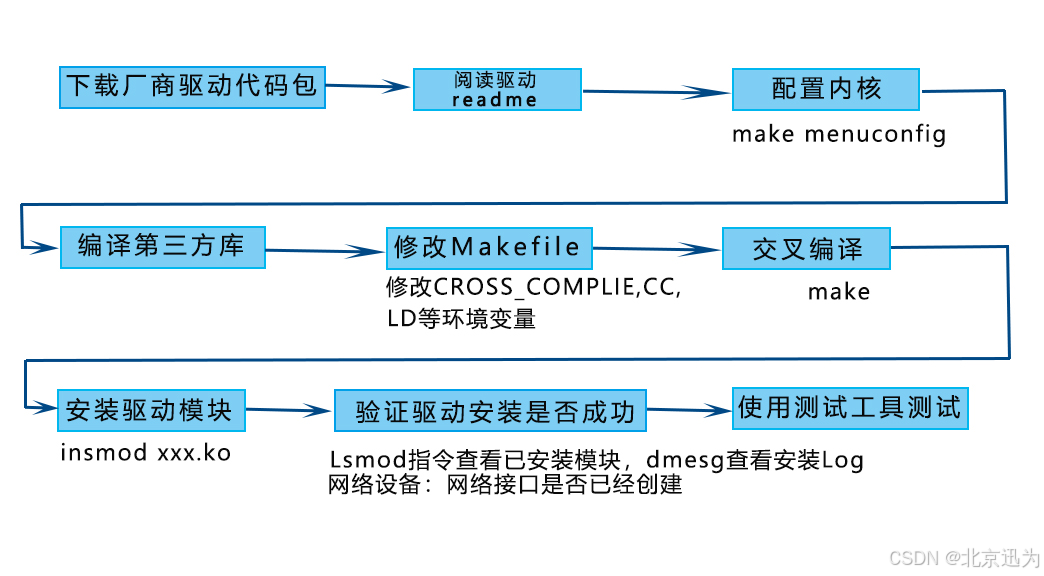 下载厂商驱动代码包
阅读驱动
readme
配置内核
make menuconfig
编译第三方库
修改Makefile
修改CROSS_COMPLIE,CC,
LD等环境变量
交叉编译
make
安装驱动模块
insmod xxx.ko
验证驱动安装是否成功
Lsmod指令查看已安装模块，dmesg查看安装Log
网络设备：网络接口是否已经创建
使用测试工具测试
CSDN @北京迅为